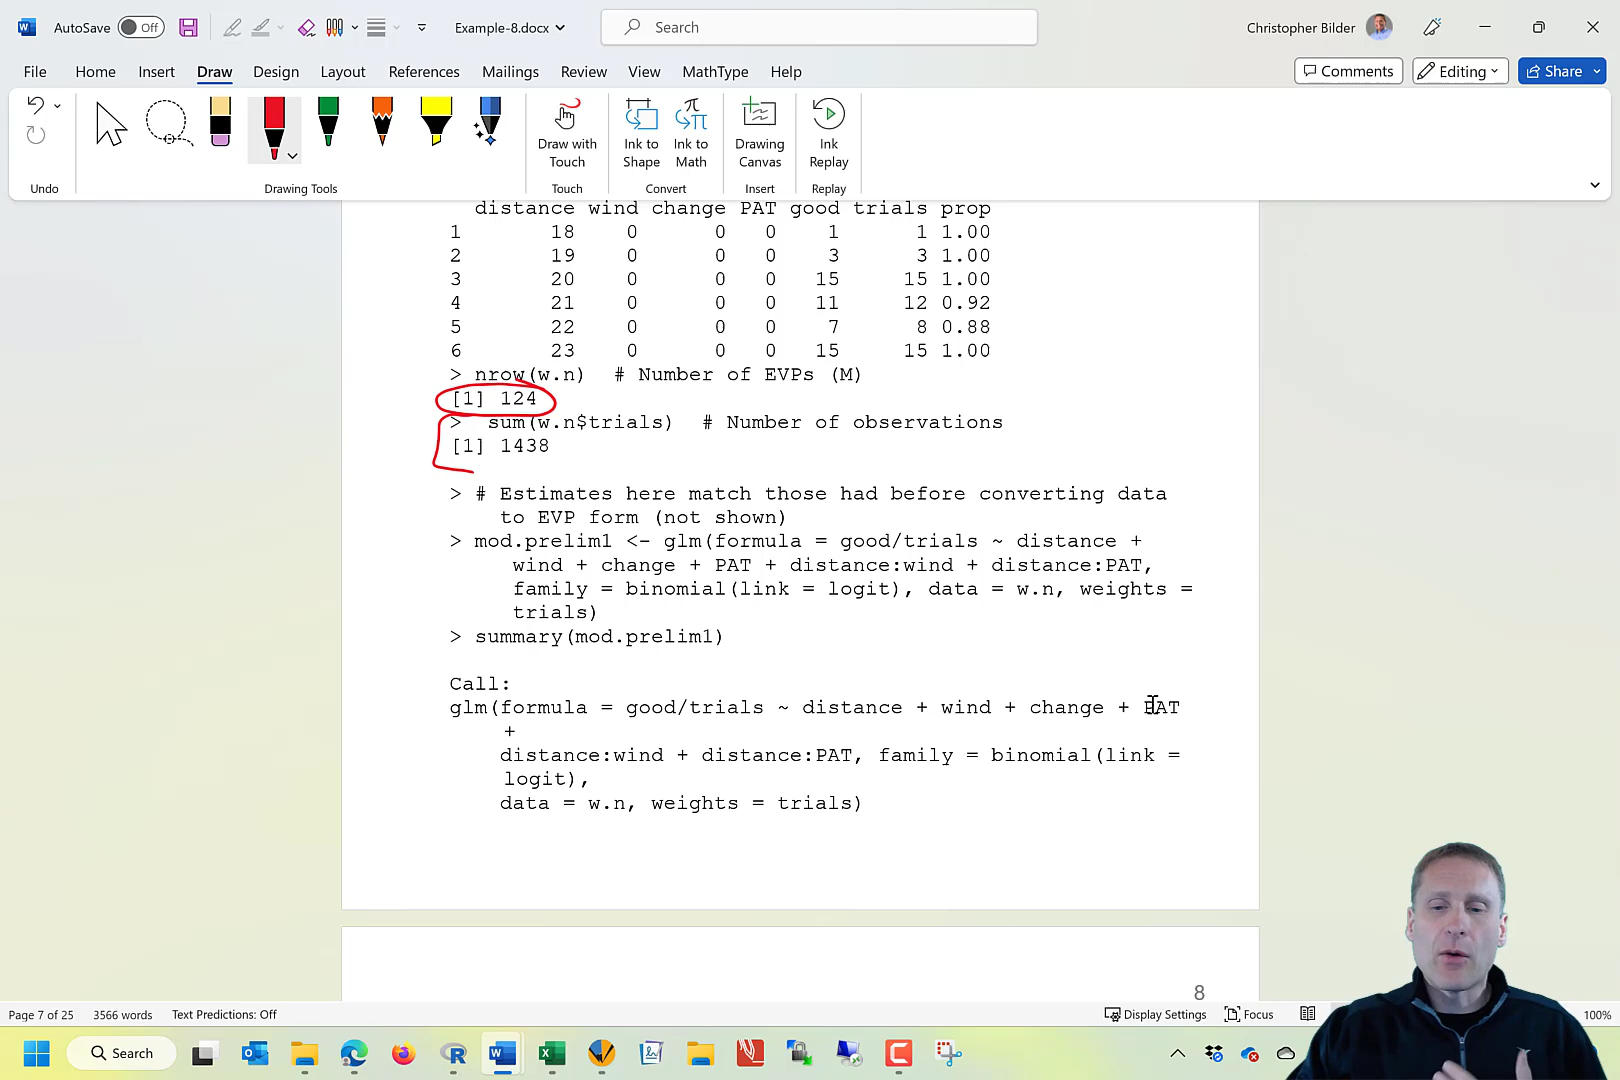 AutoSave Off Example-8.docx Search Christopher Bilder
File Home Insert Draw Design Layout References Mailings Review View MathType Help Comments Editing Share
Draw with Touch
Ink to Shape
Ink to Math
Drawing Canvas
Ink Replay
Undo Drawing Tools Touch Convert Insert Replay
distance wind change PAT good trials prop
1 18 0 0 0 1 1 1.00
2 19 0 0 0 3 3 1.00
3 20 0 0 0 15 15 1.00
4 21 0 0 0 11 12 0.92
5 22 0 0 0 7 8 0.88
6 23 0 0 0 15 15 1.00
> nrow(w.n) # Number of EVPs (M)
[1] 124
> sum(w.n$trials) # Number of observations
[1] 1438
> # Estimates here match those had before converting data
to EVP form (not shown)
> mod.prelim1 <- glm(formula = good/trials ~ distance +
wind + change + PAT + distance:wind + distance:PAT,
family = binomial(link = logit), data = w.n, weights =
trials)
> summary(mod.prelim1)
Call:
glm(formula = good/trials ~ distance + wind + change + PAT
+
distance:wind + distance:PAT, family = binomial(link =
logit),
data = w.n, weights = trials)
8
Page 7 of 25 3566 words Text Predictions: Off Display Settings Focus 100%
Search